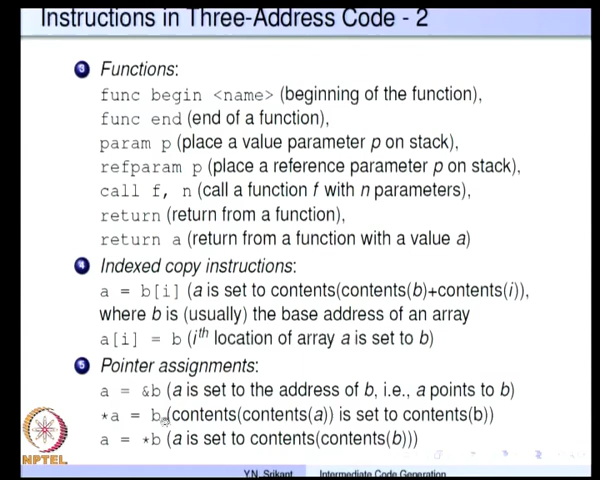 Instructions in Three-Address Code - 2
3 Functions:
func begin <name> (beginning of the function),
func end (end of a function),
param p (place a value parameter p on stack),
refparam p (place a reference parameter p on stack),
call f, n (call a function f with n parameters),
return (return from a function),
return a (return from a function with a value a)
4 Indexed copy instructions:
a = b[i] (a is set to contents(contents(b)+contents(i)),
where b is (usually) the base address of an array
a[i] = b (ith location of array a is set to b)
5 Pointer assignments:
a = &b (a is set to the address of b, i.e., a points to b)
*a = b (contents(contents(a)) is set to contents(b))
a = *b (a is set to contents(contents(b)))
NPTEL
Y.N. Srikant Intermediate Code Generation